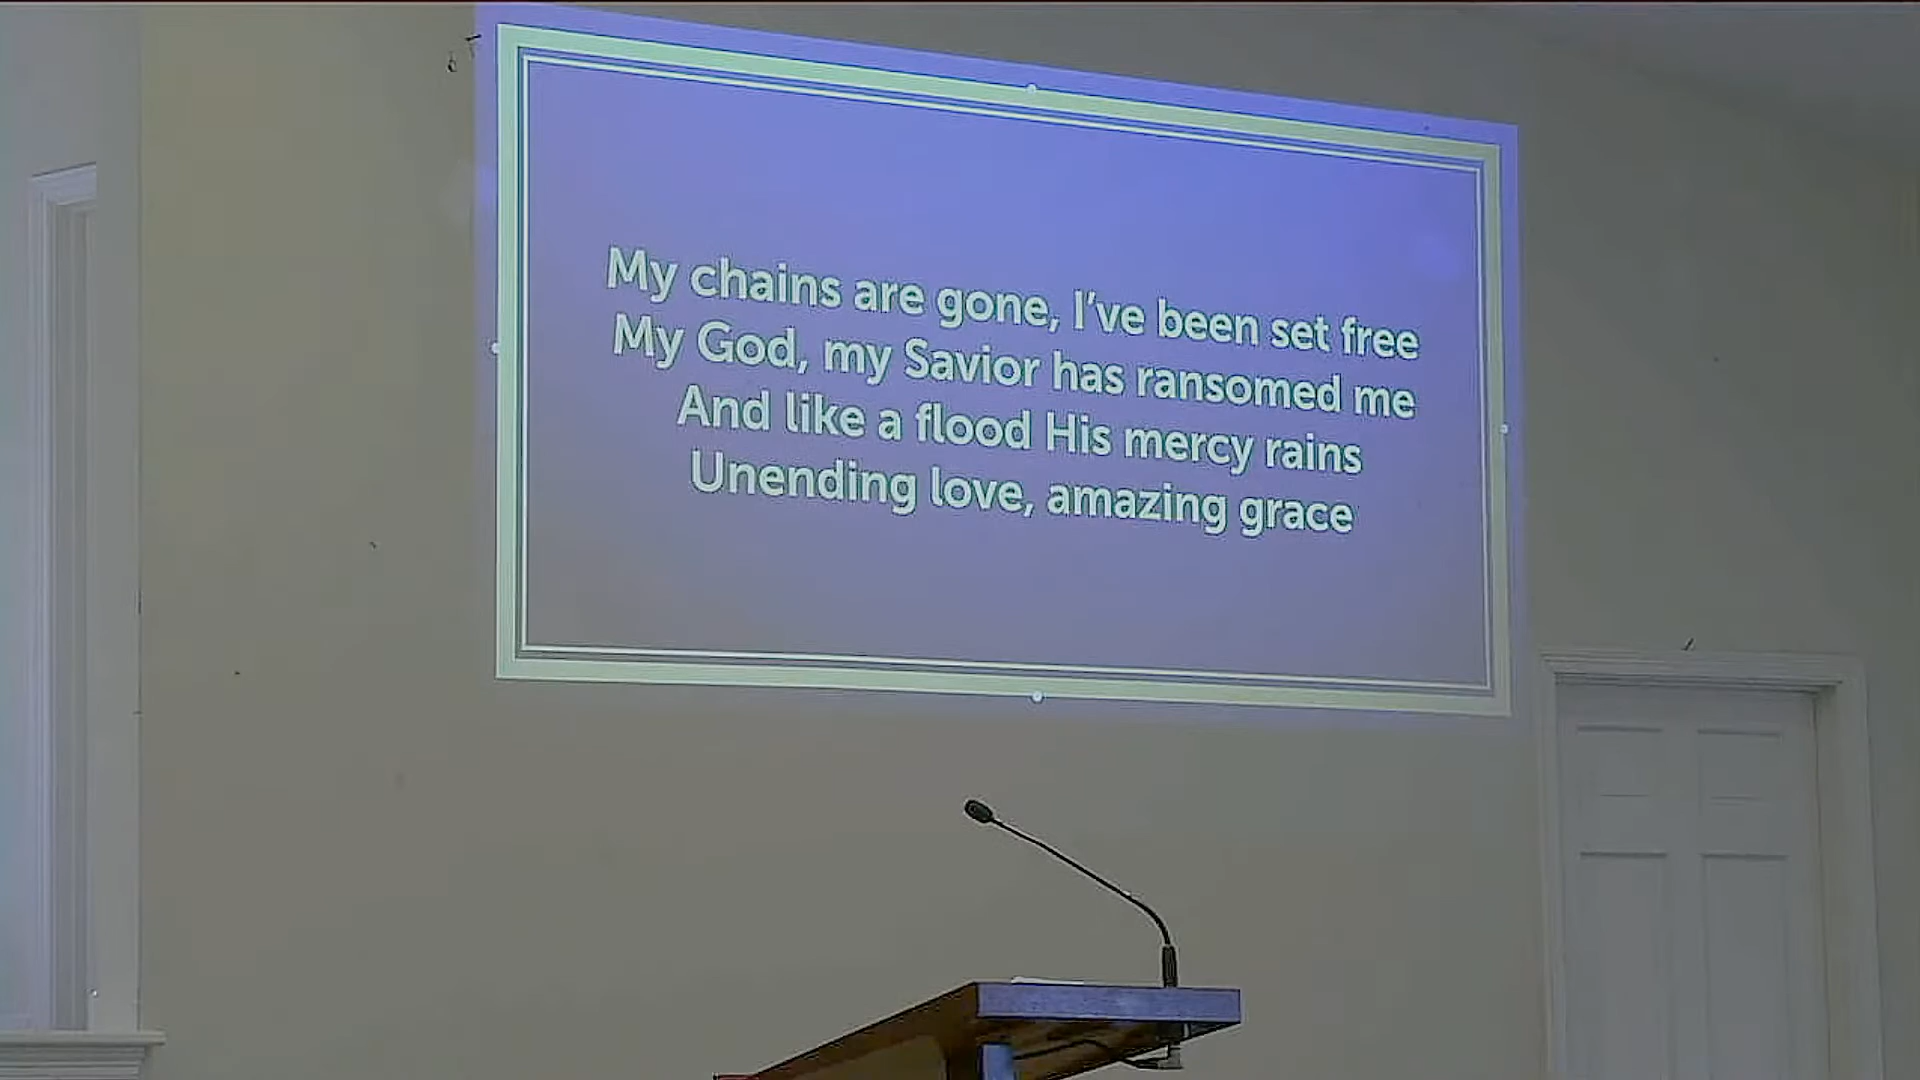 My chains are gone, I've been set free
My God, my Savior has ransomed me
And like a flood His mercy rains
Unending love, amazing grace